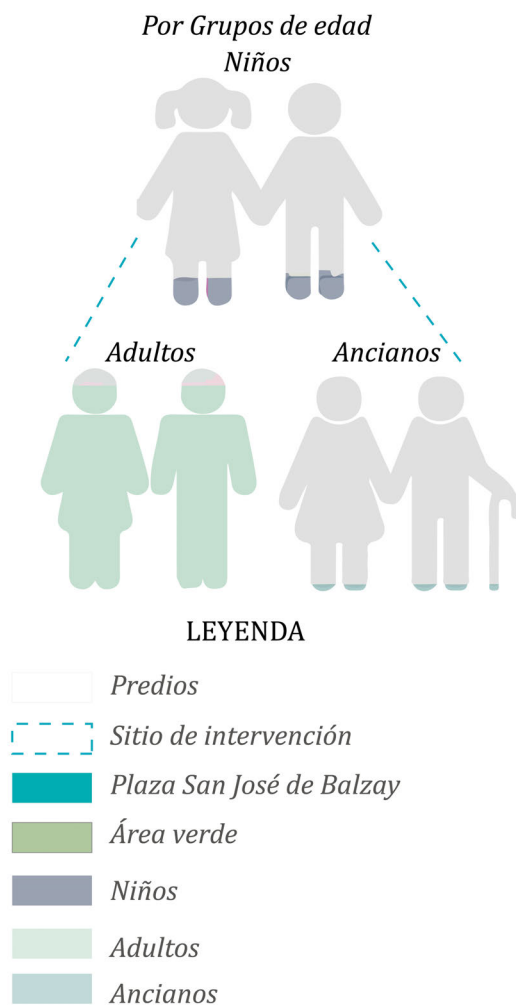 Por Grupos de edad
Niños
Adultos
Ancianos
LEYENDA
Predios
Sitio de intervención
Plaza San José de Balzay
Área verde
Niños
Adultos
Ancianos